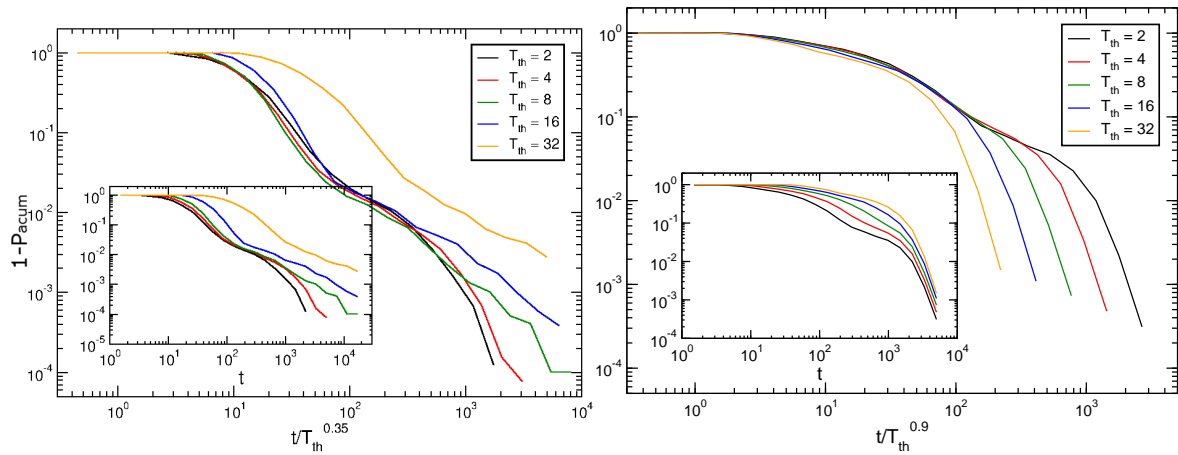 10^0
10^-1
10^-2
10^-3
10^-4
1-Pacum
10^0 10^1 10^2 10^3 10^4
t/T_th^0.35
T_th = 2
T_th = 4
T_th = 8
T_th = 16
T_th = 32
10^0
10^-1
10^-2
10^-3
10^-4
10^-5
10^0 10^1 10^2 10^3 10^4
t
10^0
10^-1
10^-2
10^-3
10^-4
10^0 10^1 10^2 10^3
t/T_th^0.9
T_th = 2
T_th = 4
T_th = 8
T_th = 16
T_th = 32
10^0
10^-1
10^-2
10^-3
10^-4
10^0 10^1 10^2 10^3 10^4
t